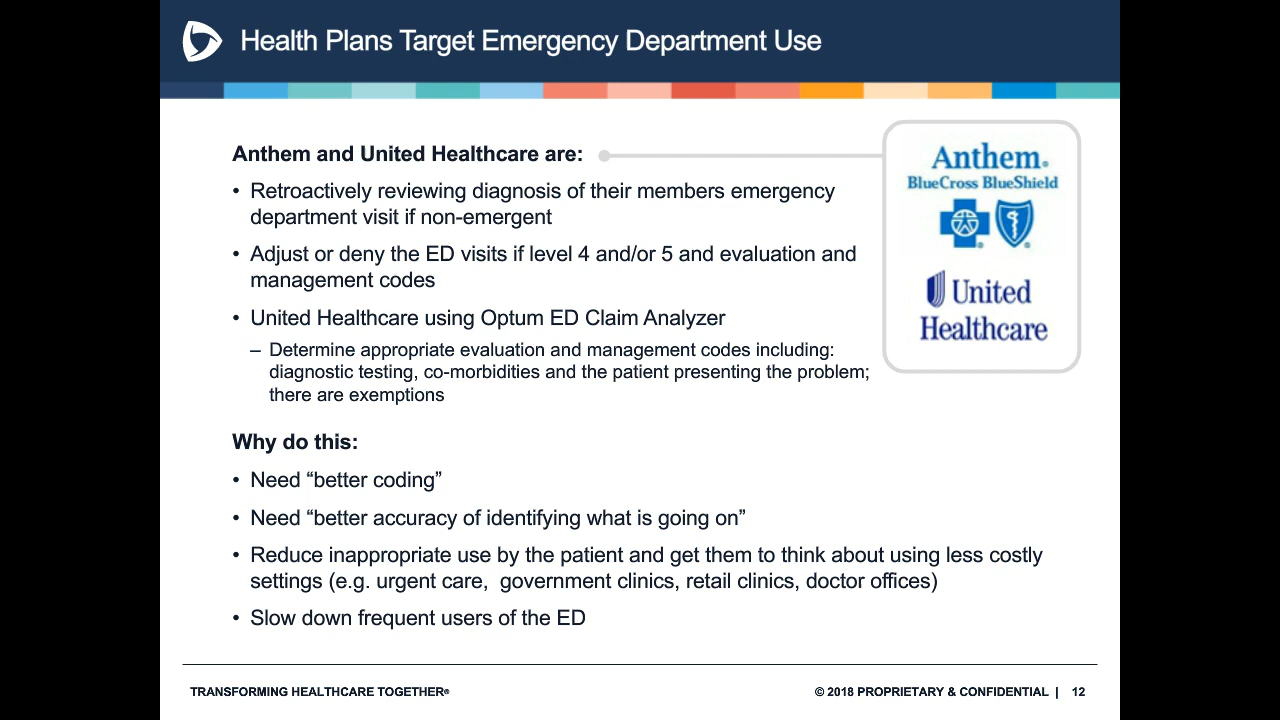 Health Plans Target Emergency Department Use
Anthem and United Healthcare are:
• Retroactively reviewing diagnosis of their members emergency
department visit if non-emergent
• Adjust or deny the ED visits if level 4 and/or 5 and evaluation and
management codes
• United Healthcare using Optum ED Claim Analyzer
– Determine appropriate evaluation and management codes including:
diagnostic testing, co-morbidities and the patient presenting the problem;
there are exemptions
Anthem®
BlueCross BlueShield
United
Healthcare
Why do this:
• Need “better coding”
• Need “better accuracy of identifying what is going on”
• Reduce inappropriate use by the patient and get them to think about using less costly
settings (e.g. urgent care, government clinics, retail clinics, doctor offices)
• Slow down frequent users of the ED
TRANSFORMING HEALTHCARE TOGETHER®
© 2018 PROPRIETARY & CONFIDENTIAL | 12